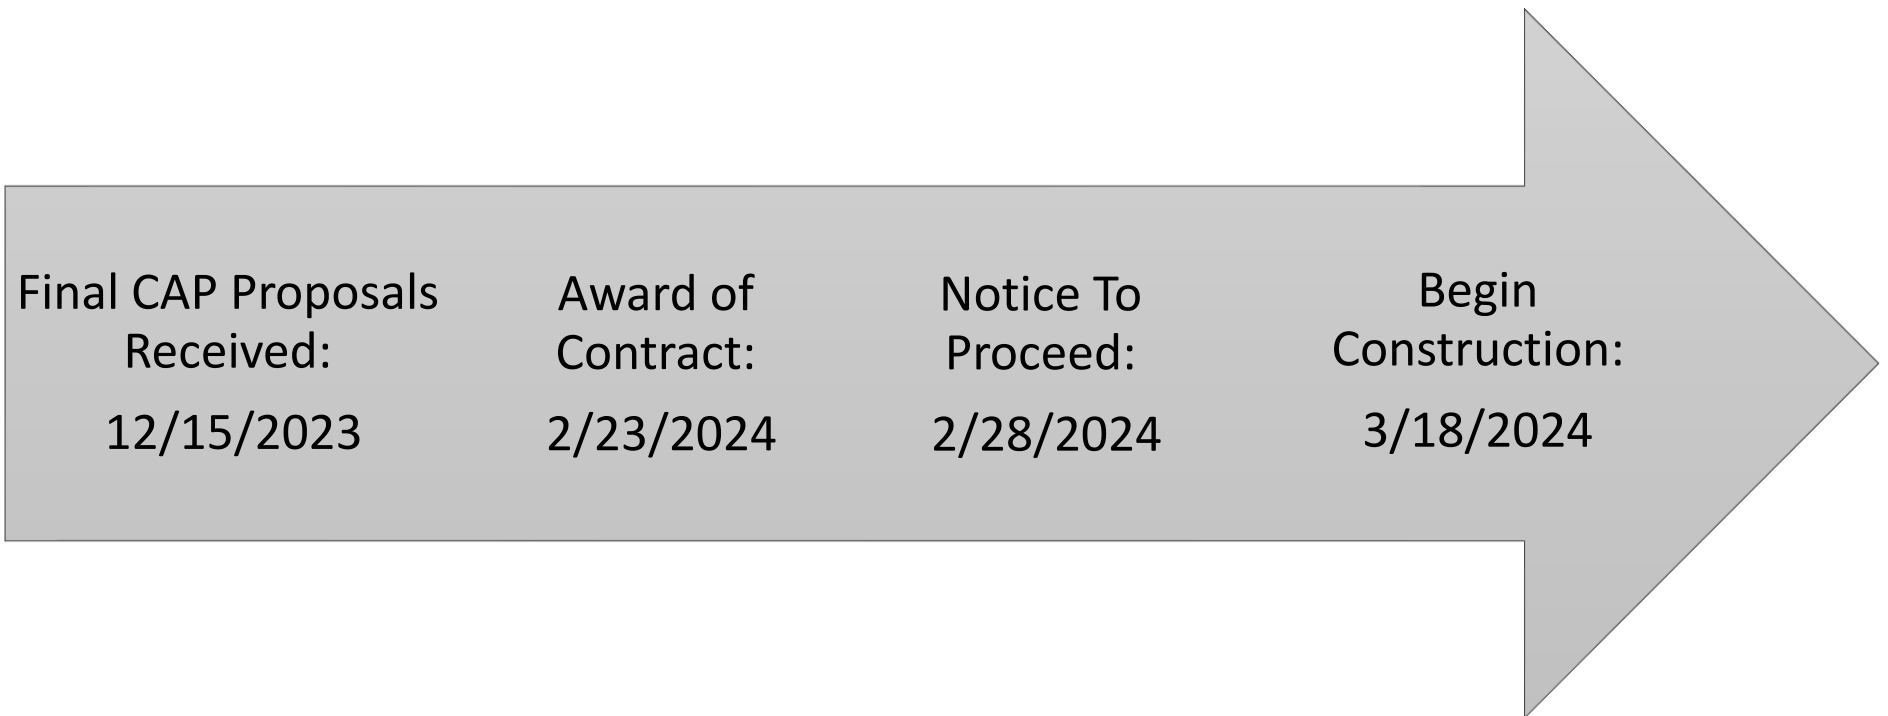 Final CAP Proposals
Received:
12/15/2023
Award of
Contract:
2/23/2024
Notice To
Proceed:
2/28/2024
Begin
Construction:
3/18/2024